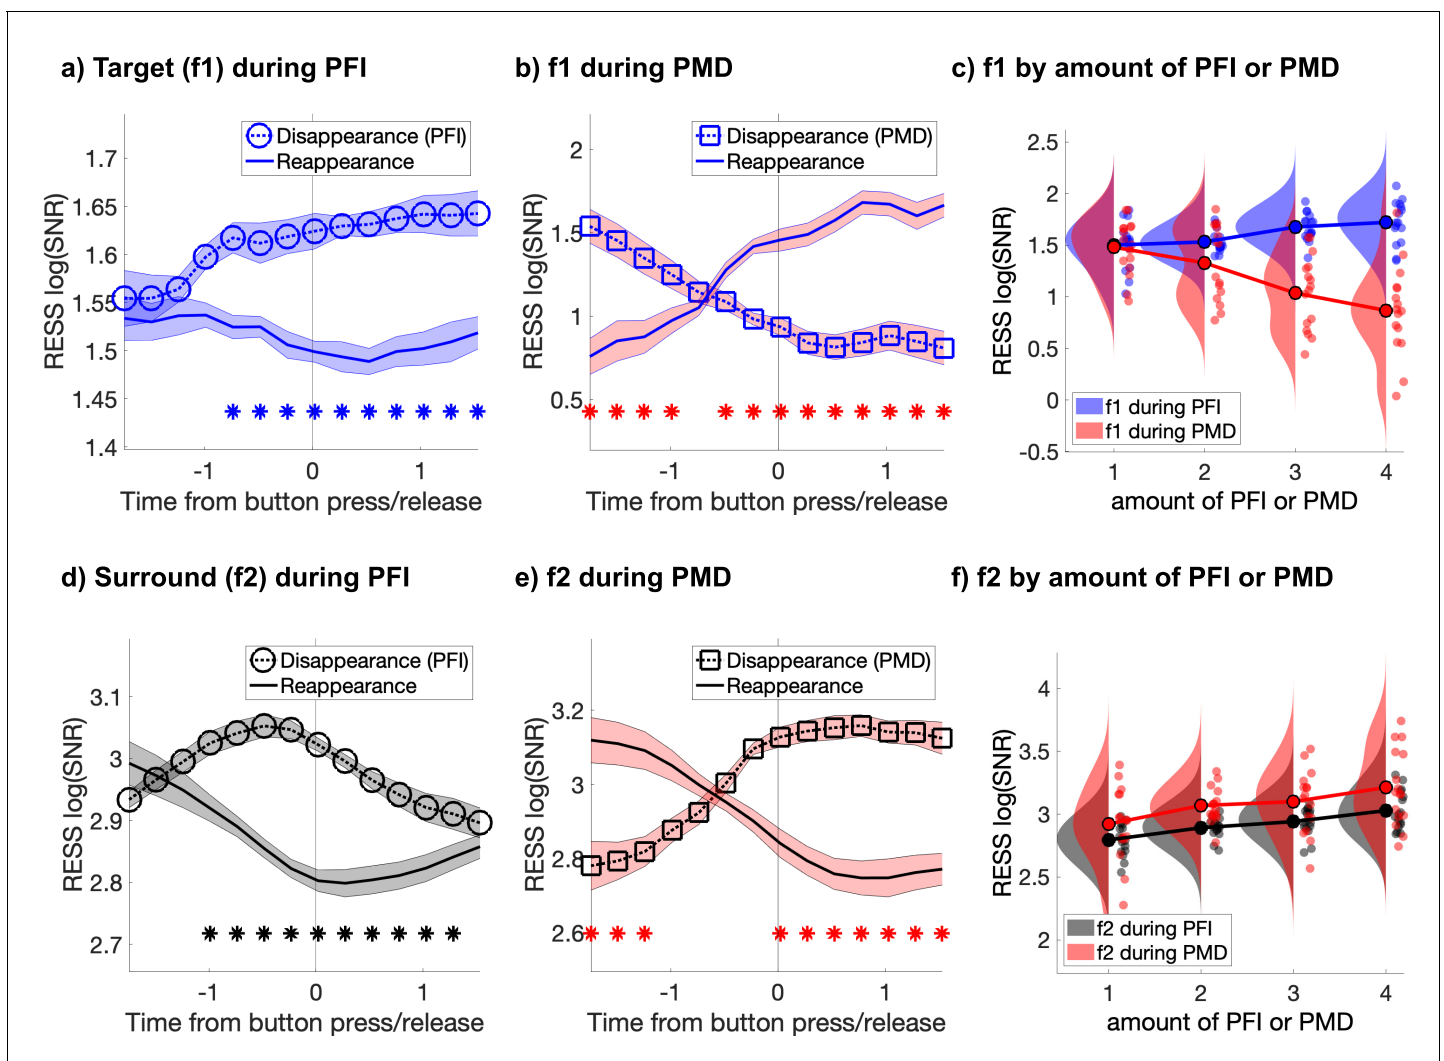 a) Target (f1) during PFI
Disappearance (PFI)
Reappearance
RESS log(SNR)
1.7
1.65
1.6
1.55
1.5
1.45
1.4
-1 0 1
Time from button press/release
b) f1 during PMD
Disappearance (PMD)
Reappearance
RESS log(SNR)
2
1.5
1
0.5
-1 0 1
Time from button press/release
c) f1 by amount of PFI or PMD
RESS log(SNR)
2.5
2
1.5
1
0.5
0
-0.5
f1 during PFI
f1 during PMD
1 2 3 4
amount of PFI or PMD
d) Surround (f2) during PFI
Disappearance (PFI)
Reappearance
RESS log(SNR)
3.1
3
2.9
2.8
2.7
-1 0 1
Time from button press/release
e) f2 during PMD
Disappearance (PMD)
Reappearance
RESS log(SNR)
3.2
3
2.8
2.6
-1 0 1
Time from button press/release
f) f2 by amount of PFI or PMD
RESS log(SNR)
4
3.5
3
2.5
2
f2 during PFI
f2 during PMD
1 2 3 4
amount of PFI or PMD